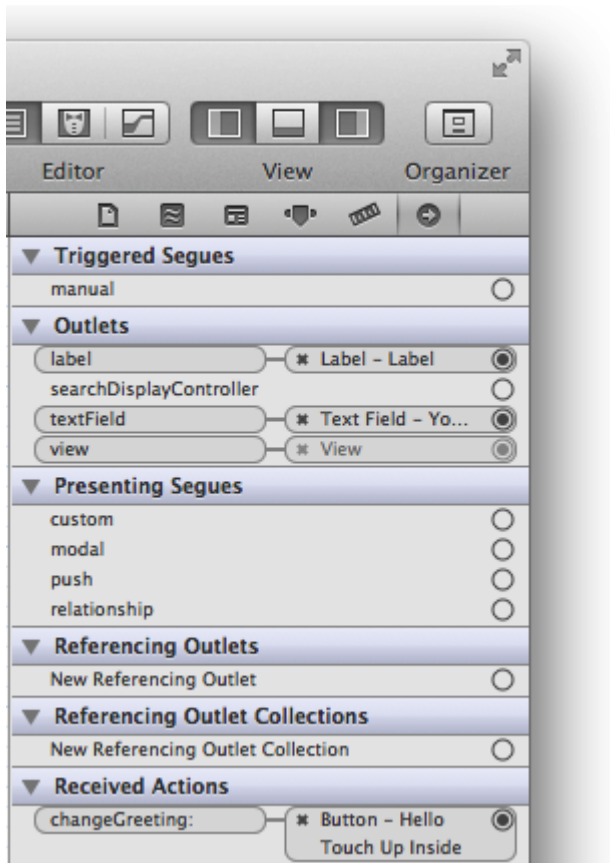 Editor View Organizer
Triggered Segues
manual
Outlets
label Label – Label
searchDisplayController
textField Text Field – Yo...
view View
Presenting Segues
custom
modal
push
relationship
Referencing Outlets
New Referencing Outlet
Referencing Outlet Collections
New Referencing Outlet Collection
Received Actions
changeGreeting: Button – Hello
Touch Up Inside